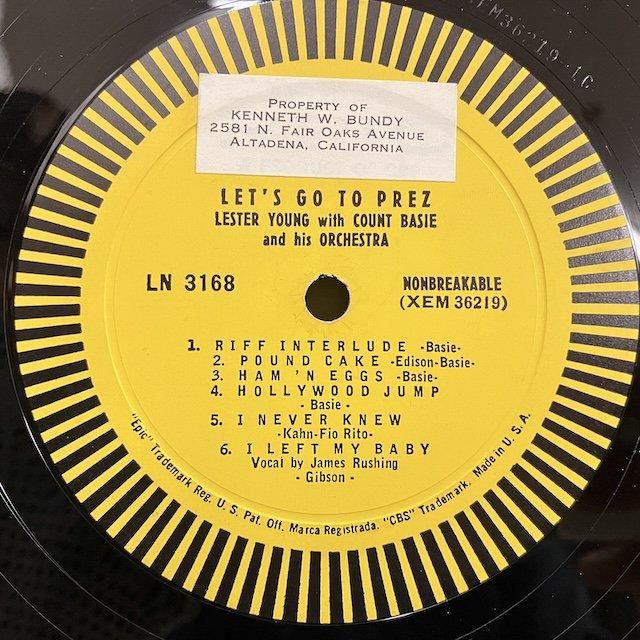 XEM36219-1C
PROPERTY OF
KENNETH W. BUNDY
2581 N. FAIR OAKS AVENUE
ALTADENA, CALIFORNIA
LET'S GO TO PREZ
LESTER YOUNG with COUNT BASIE
and his ORCHESTRA
LN 3168
NONBREAKABLE
(XEM 36219)
1. RIFF INTERLUDE -Basie-
2. POUND CAKE -Edison-Basie-
3. HAM 'N EGGS -Basie-
4. HOLLYWOOD JUMP
- Basie -
5. I NEVER KNEW
-Kahn-Fio Rito-
6. I LEFT MY BABY
Vocal by James Rushing
- Gibson -
"Epic" Trademark Reg. U. S. Pat. Off. Marca Registrada. "CBS" Trademark. Made in U. S. A.